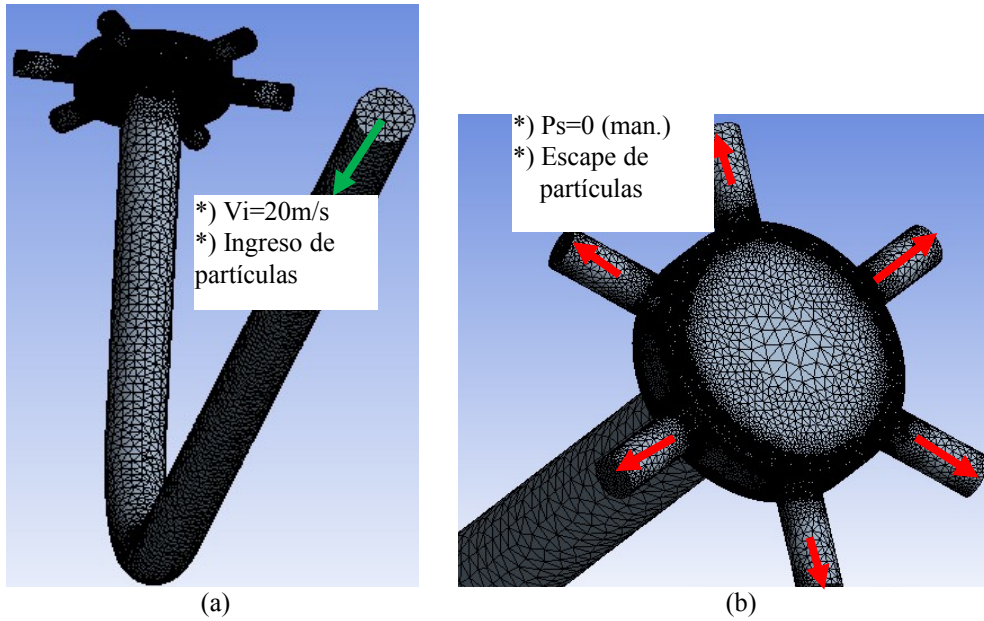 *) Vi=20m/s
*) Ingreso de
partículas
(a)
*) Ps=0 (man.)
*) Escape de
partículas
(b)